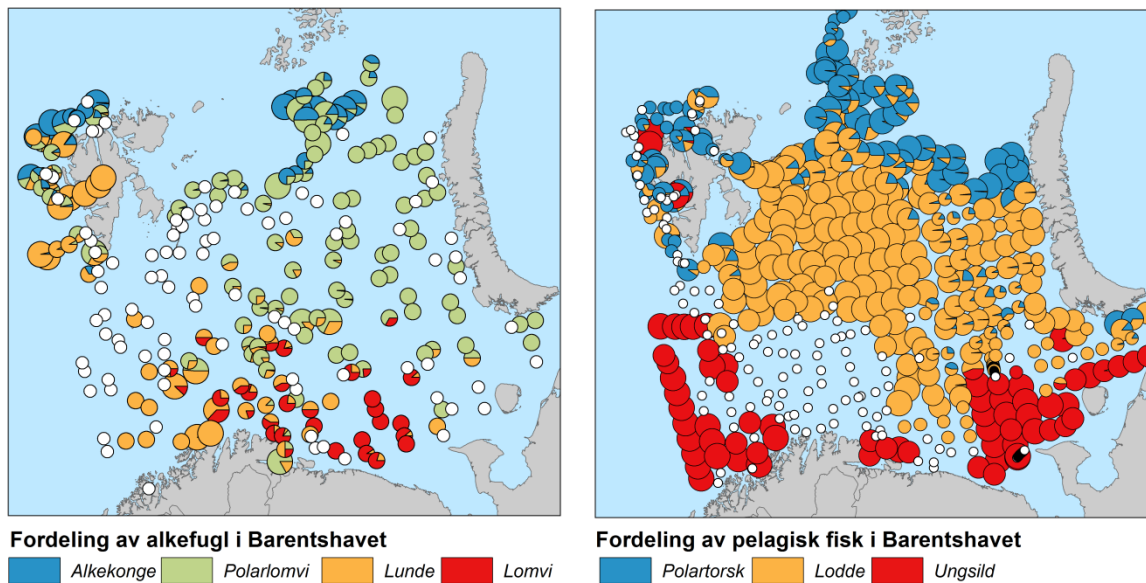 Fordeling av alkefugl i Barentshavet
Alkekonge Polarlomvi Lunde Lomvi
Fordeling av pelagisk fisk i Barentshavet
Polartorsk Lodde Ungsild